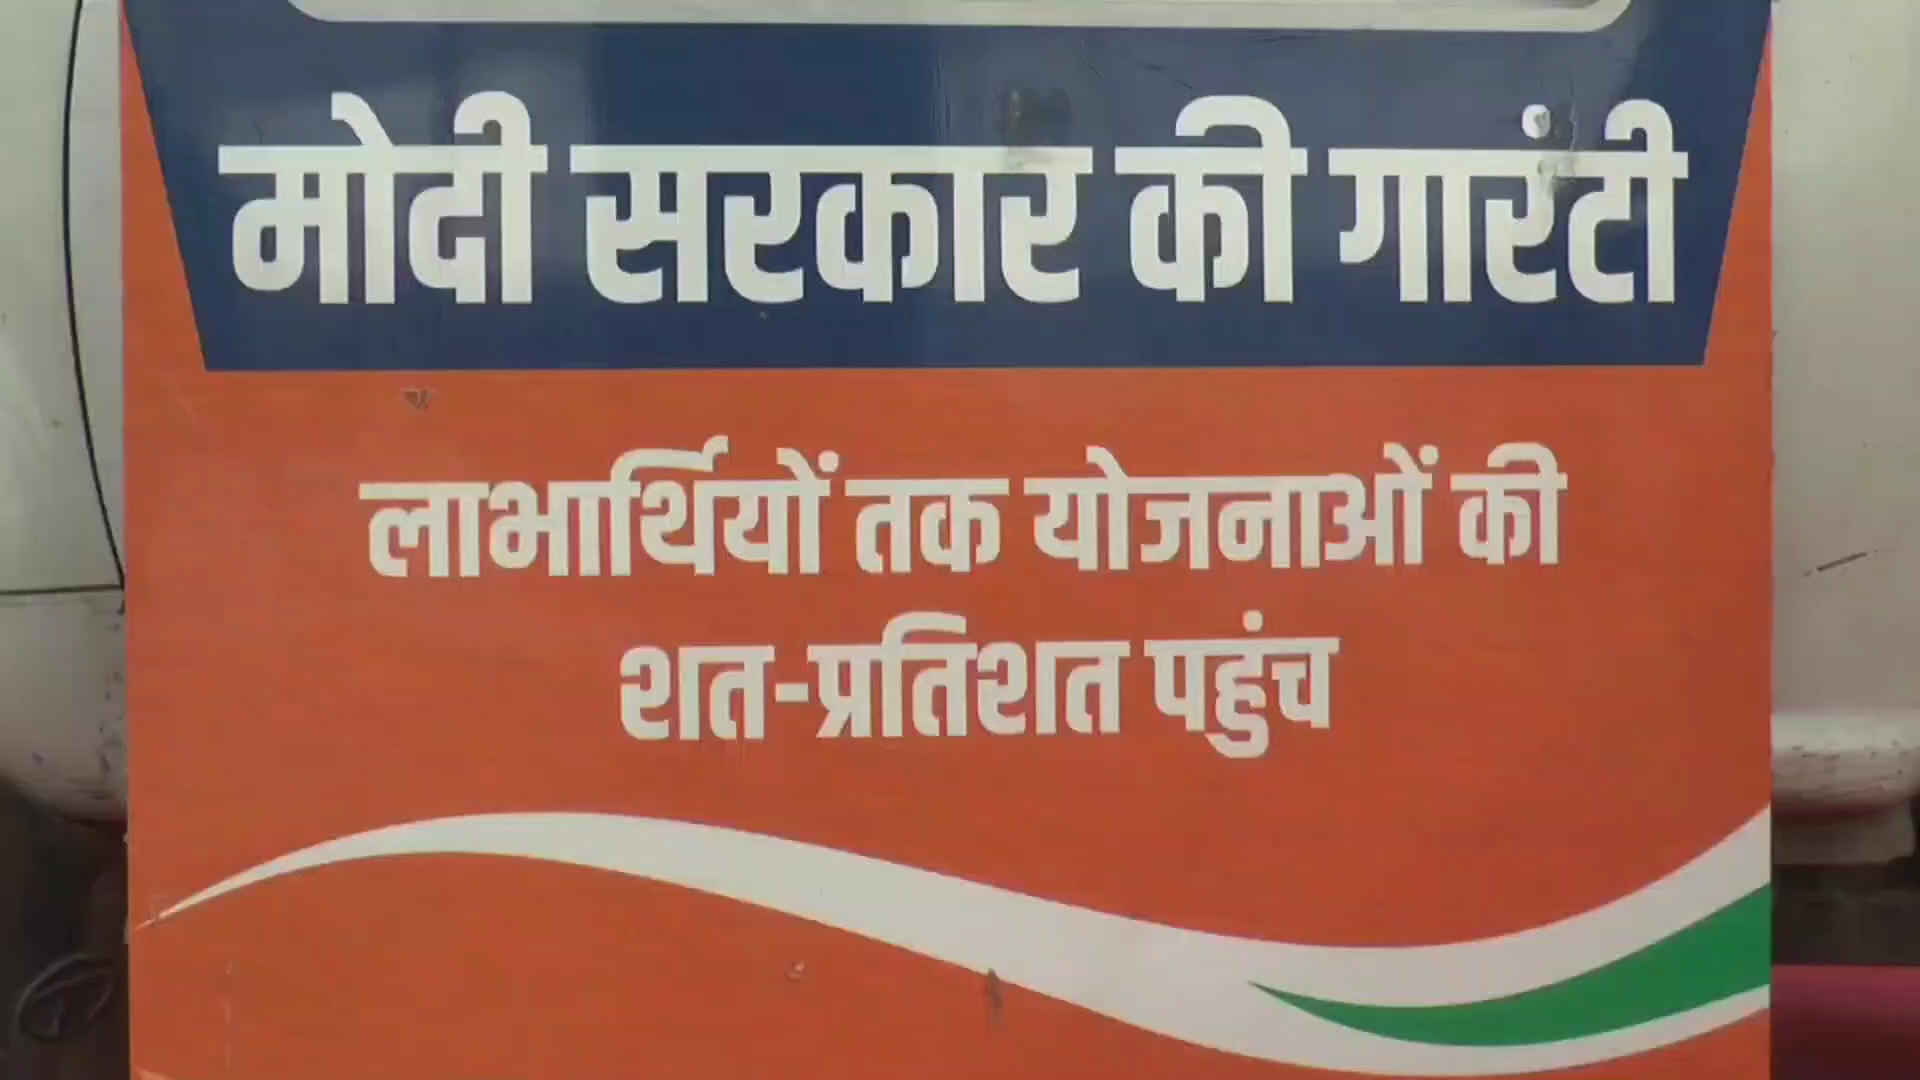 मोदी सरकार की गारंटी
लाभार्थियों तक योजनाओं की
शत-प्रतिशत पहुंच